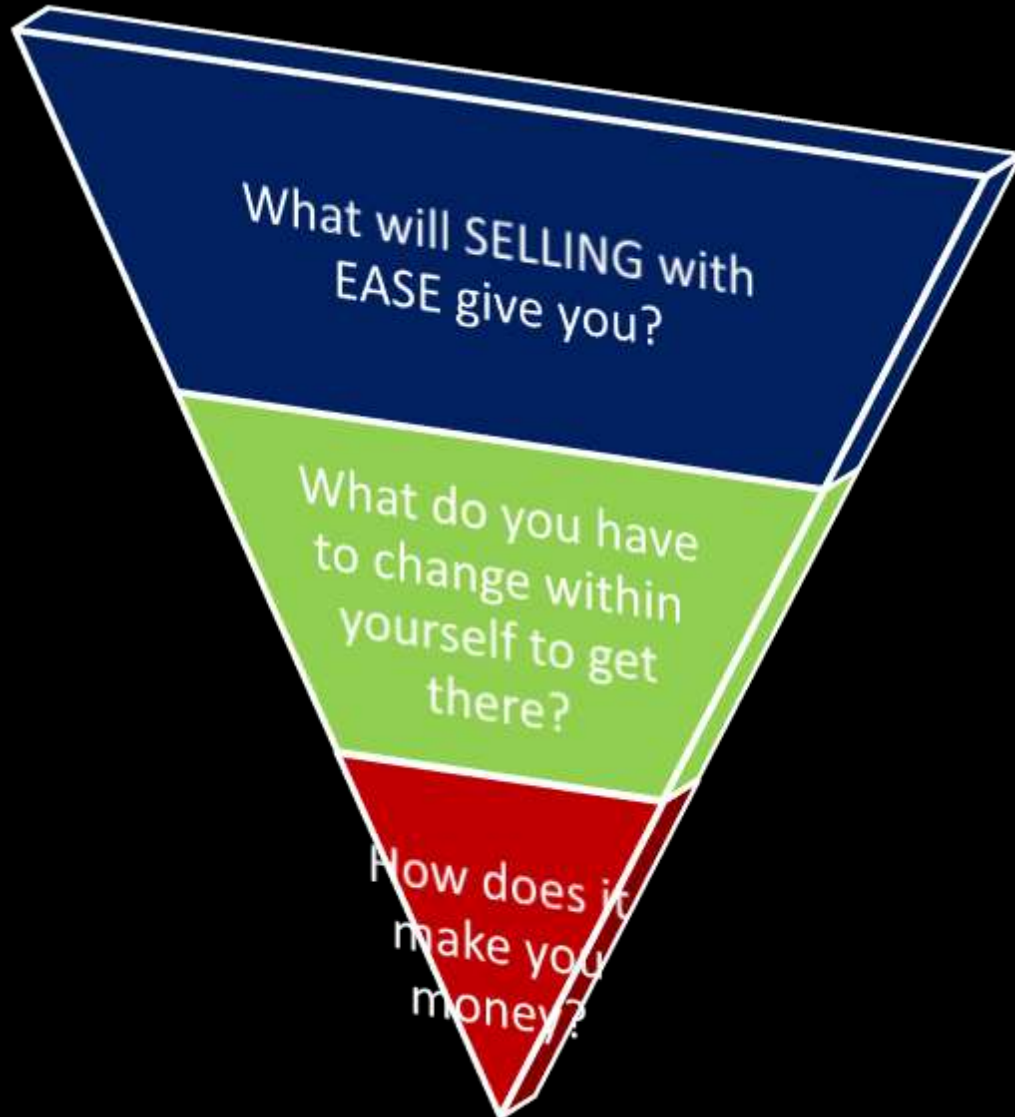 What will SELLING with
EASE give you?
What do you have
to change within
yourself to get
there?
How does it
make you
money?